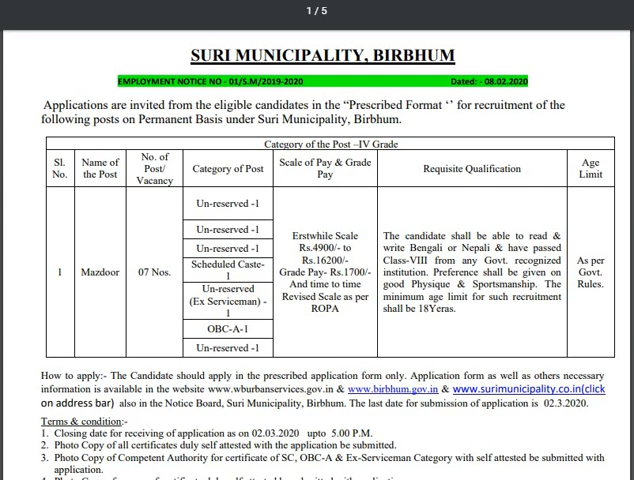 1 / 5
SURI MUNICIPALITY, BIRBHUM
EMPLOYMENT NOTICE NO - 01/S.M/2019-2020 Dated: - 08.02.2020
Applications are invited from the eligible candidates in the “Prescribed Format ‘’ for recruitment of the
following posts on Permanent Basis under Suri Municipality, Birbhum.
Category of the Post –IV Grade
Sl. No.
Name of the Post
No. of Post/ Vacancy
Category of Post
Scale of Pay & Grade Pay
Requisite Qualification
Age Limit
1
Mazdoor
07 Nos.
Un-reserved -1
Un-reserved -1
Un-reserved -1
Scheduled Caste-
1
Un-reserved
(Ex Serviceman) -
1
OBC-A-1
Un-reserved -1
Erstwhile Scale
Rs.4900/- to
Rs.16200/-
Grade Pay- Rs.1700/-
And time to time
Revised Scale as per
ROPA
The candidate shall be able to read &
write Bengali or Nepali & have passed
Class-VIII from any Govt. recognized
institution. Preference shall be given on
good Physique & Sportsmanship. The
minimum age limit for such recruitment
shall be 18Yeras.
As per
Govt.
Rules.
How to apply:- The Candidate should apply in the prescribed application form only. Application form as well as others necessary
information is available in the website www.wburbanservices.gov.in & www.birbhum.gov.in & www.surimunicipality.co.in(click
on address bar) also in the Notice Board, Suri Municipality, Birbhum. The last date for submission of application is 02.3.2020.
Terms & condition:-
1. Closing date for receiving of application as on 02.03.2020 upto 5.00 P.M.
2. Photo Copy of all certificates duly self attested with the application be submitted.
3. Photo Copy of Competent Authority for certificate of SC, OBC-A & Ex-Serviceman Category with self attested be submitted with
application.